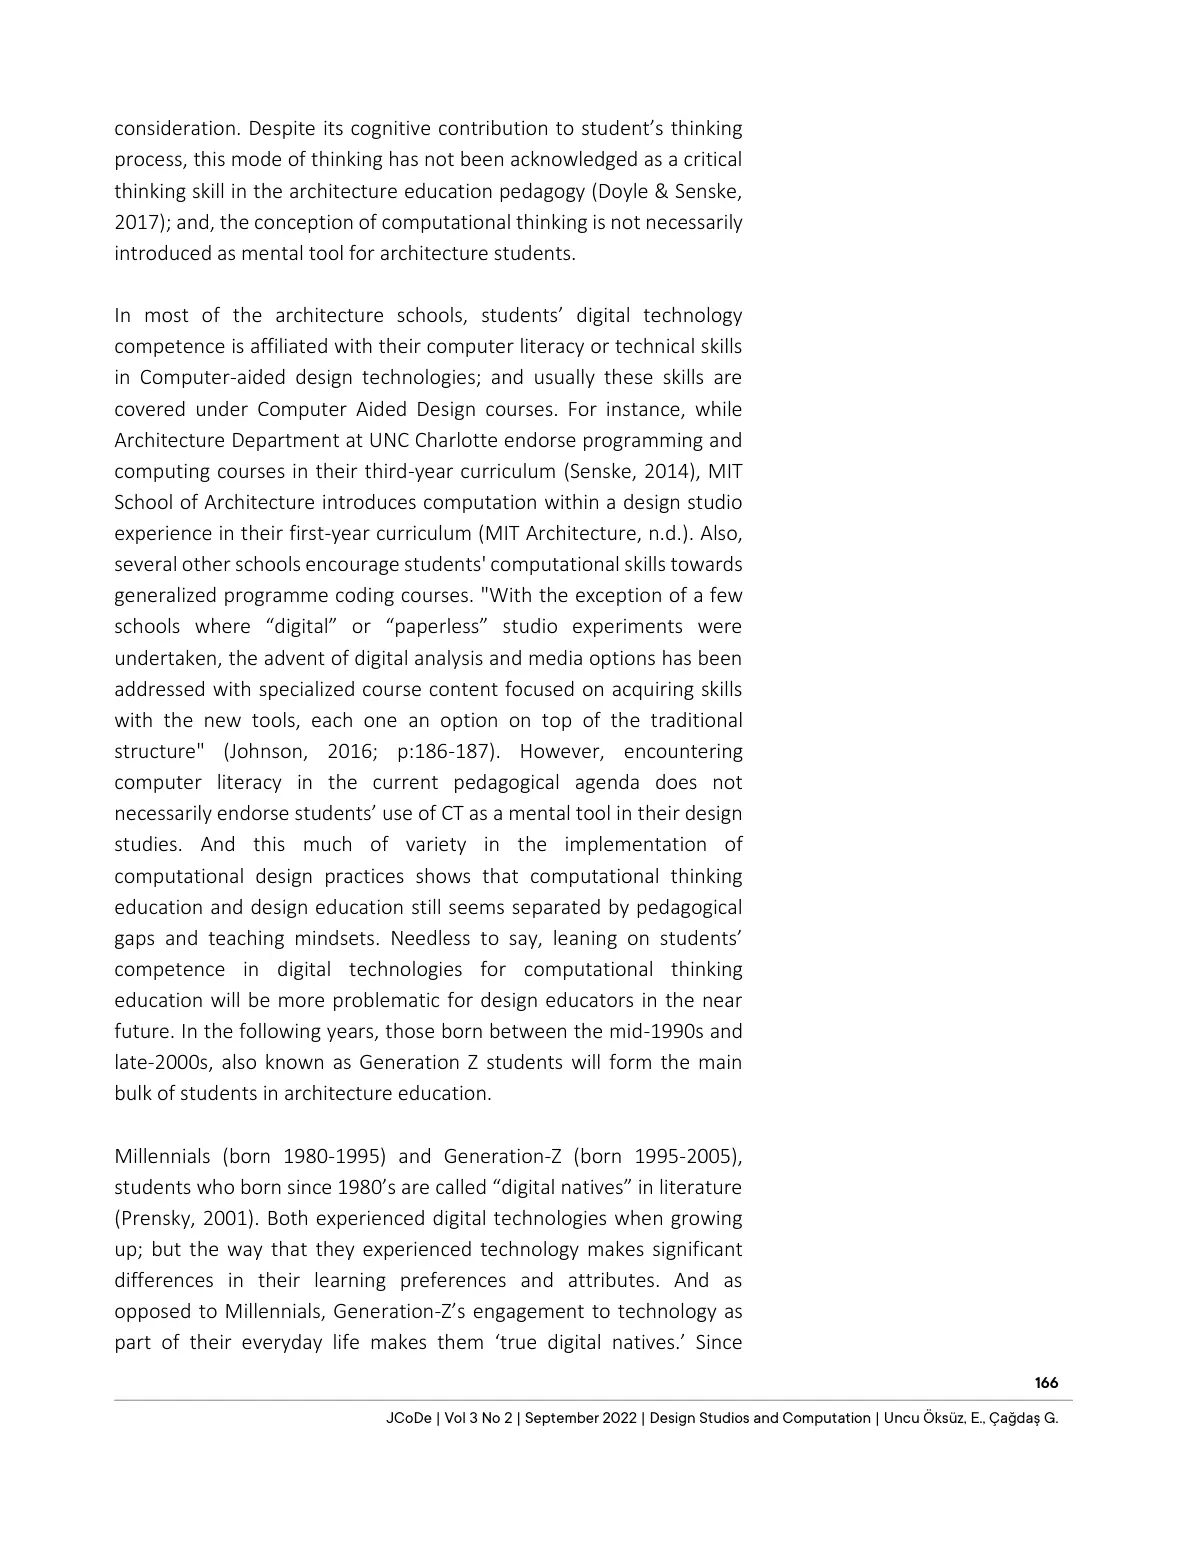 consideration. Despite its cognitive contribution to student’s thinking
process, this mode of thinking has not been acknowledged as a critical
thinking skill in the architecture education pedagogy (Doyle & Senske,
2017); and, the conception of computational thinking is not necessarily
introduced as mental tool for architecture students.
In most of the architecture schools, students’ digital technology
competence is affiliated with their computer literacy or technical skills
in Computer-aided design technologies; and usually these skills are
covered under Computer Aided Design courses. For instance, while
Architecture Department at UNC Charlotte endorse programming and
computing courses in their third-year curriculum (Senske, 2014), MIT
School of Architecture introduces computation within a design studio
experience in their first-year curriculum (MIT Architecture, n.d.). Also,
several other schools encourage students' computational skills towards
generalized programme coding courses. "With the exception of a few
schools where “digital” or “paperless” studio experiments were
undertaken, the advent of digital analysis and media options has been
addressed with specialized course content focused on acquiring skills
with the new tools, each one an option on top of the traditional
structure" (Johnson, 2016; p:186-187). However, encountering
computer literacy in the current pedagogical agenda does not
necessarily endorse students’ use of CT as a mental tool in their design
studies. And this much of variety in the implementation of
computational design practices shows that computational thinking
education and design education still seems separated by pedagogical
gaps and teaching mindsets. Needless to say, leaning on students’
competence in digital technologies for computational thinking
education will be more problematic for design educators in the near
future. In the following years, those born between the mid-1990s and
late-2000s, also known as Generation Z students will form the main
bulk of students in architecture education.
Millennials (born 1980-1995) and Generation-Z (born 1995-2005),
students who born since 1980’s are called “digital natives” in literature
(Prensky, 2001). Both experienced digital technologies when growing
up; but the way that they experienced technology makes significant
differences in their learning preferences and attributes. And as
opposed to Millennials, Generation-Z’s engagement to technology as
part of their everyday life makes them ‘true digital natives.’ Since
166
JCoDe | Vol 3 No 2 | September 2022 | Design Studios and Computation | Uncu Öksüz, E., Çağdaş G.